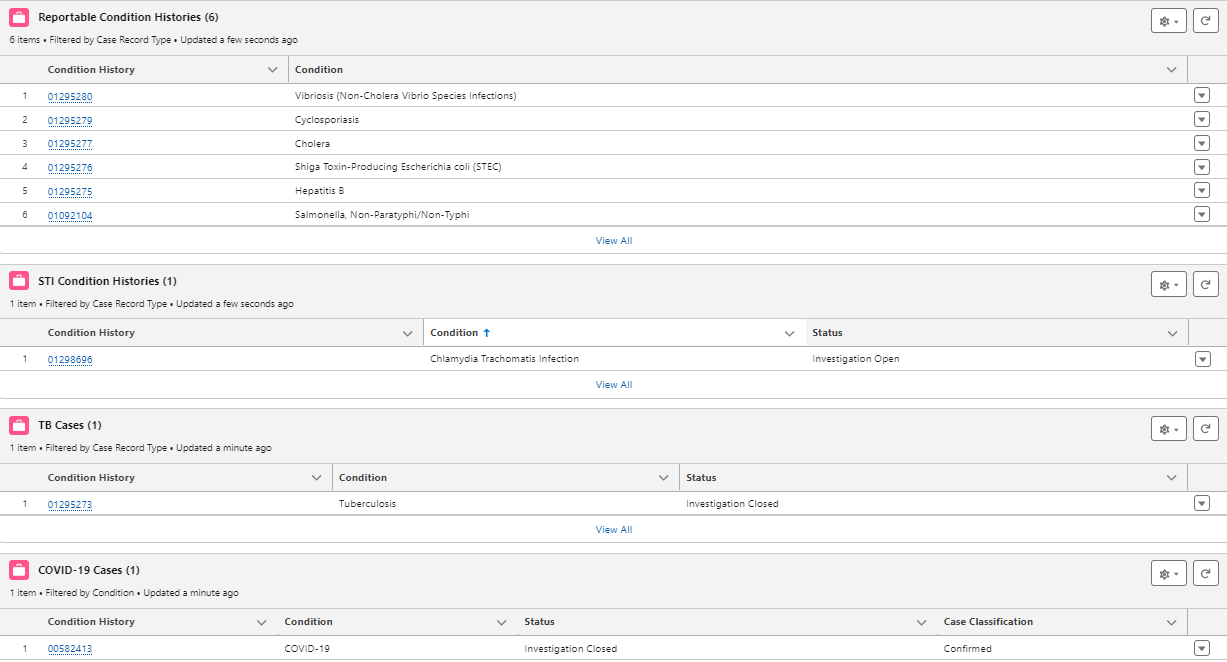 Reportable Condition Histories (6)
6 items • Filtered by Case Record Type • Updated a few seconds ago
Condition History Condition
1 01295280 Vibriosis (Non-Cholera Vibrio Species Infections)
2 01295279 Cyclosporiasis
3 01295277 Cholera
4 01295276 Shiga Toxin-Producing Escherichia coli (STEC)
5 01295275 Hepatitis B
6 01092104 Salmonella, Non-Paratyphi/Non-Typhi
View All
STI Condition Histories (1)
1 item • Filtered by Case Record Type • Updated a few seconds ago
Condition History Condition ↑ Status
1 01298696 Chlamydia Trachomatis Infection Investigation Open
View All
TB Cases (1)
1 item • Filtered by Case Record Type • Updated a minute ago
Condition History Condition Status
1 01295273 Tuberculosis Investigation Closed
View All
COVID-19 Cases (1)
1 item • Filtered by Condition • Updated a minute ago
Condition History Condition Status Case Classification
1 00582413 COVID-19 Investigation Closed Confirmed